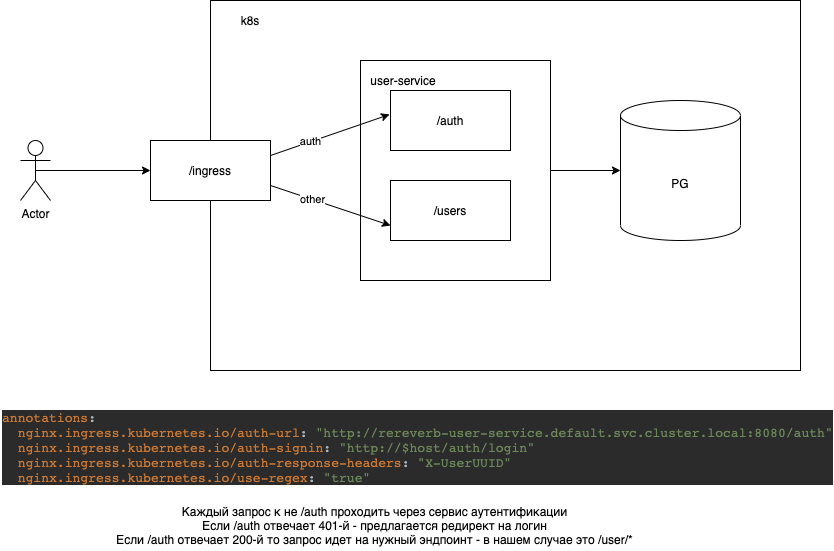 k8s
user-service
/auth
auth
/ingress
PG
other
/users
Actor
annotations:
nginx.ingress.kubernetes.io/auth-url: "http://rereverb-user-service.default.svc.cluster.local:8080/auth"
nginx.ingress.kubernetes.io/auth-signin: "http://$host/auth/login"
nginx.ingress.kubernetes.io/auth-response-headers: "X-UserUUID"
nginx.ingress.kubernetes.io/use-regex: "true"
Каждый запрос к не /auth проходить через сервис аутентификации
Если /auth отвечает 401-й - предлагается редирект на логин
Если /auth отвечает 200-й то запрос идет на нужный эндпоинт - в нашем случае это /user/*